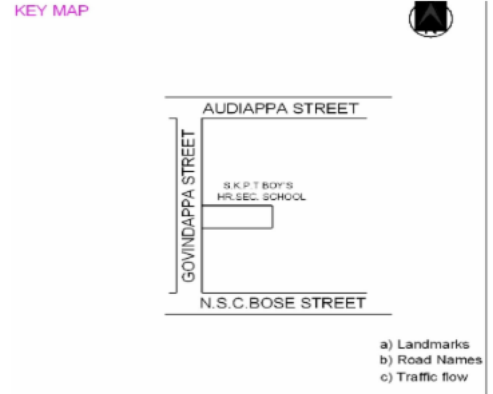 KEY MAP
AUDIAPPA STREET
GOVINDAPPA STREET
S.K.P.T BOY'S
HR.SEC. SCHOOL
N.S.C.BOSE STREET
a) Landmarks
b) Road Names
c) Traffic flow